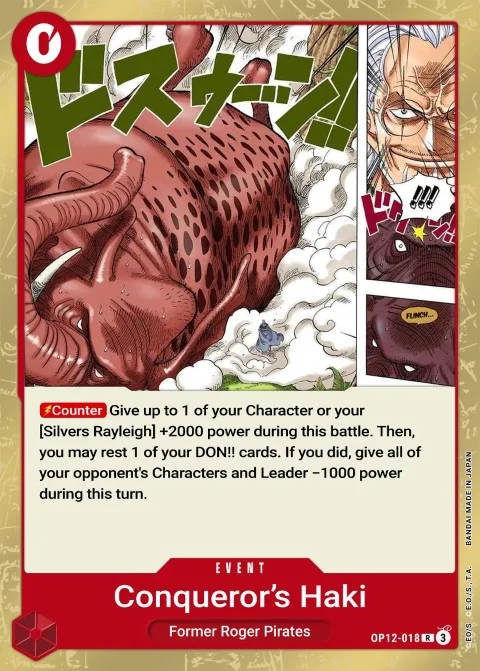 0
ドスゥーン!!
!!!
FLINCH...
⚡Counter Give up to 1 of your Character or your
[Silvers Rayleigh] +2000 power during this battle. Then,
you may rest 1 of your DON!! cards. If you did, give all of
your opponent's Characters and Leader −1000 power
during this turn.
EVENT
Conqueror's Haki
Former Roger Pirates
OP12-018 R 3
©E.O./S. ©E.O./S.,T.A. BANDAI MADE IN JAPAN